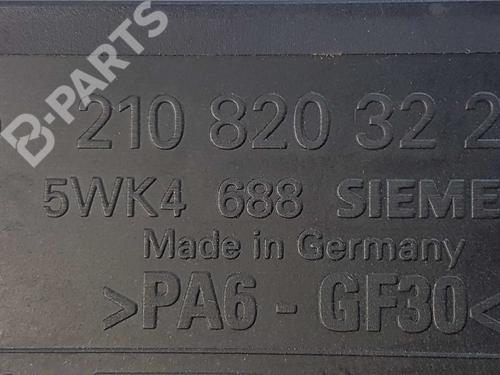 210 820 32 2
5WK4 688 SIEME
Made in Germany
>PA6 - GF30<
B-PARTS